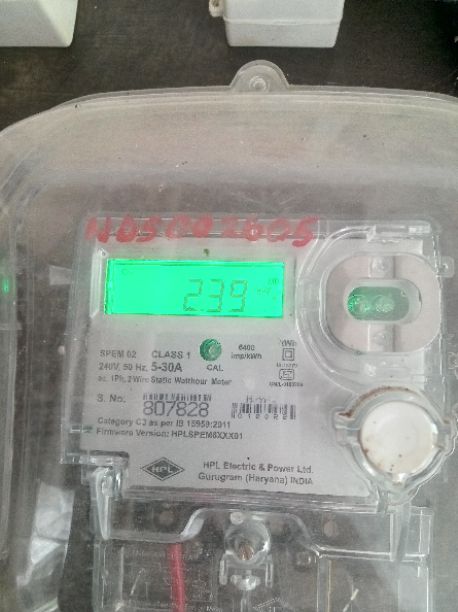 NDSC02605
239
SPEM 02 CLASS 1
240V, 50 Hz, 5-30A CAL 6400 imp/kWh
ac, 1Ph, 2Wire Static Watthour Meter
S. No. 807828
Category C3 as per IS 15959:2011
Firmware Version: HPLSPEM6XXX01
HPL HPL Electric & Power Ltd.
Gurugram (Haryana) INDIA